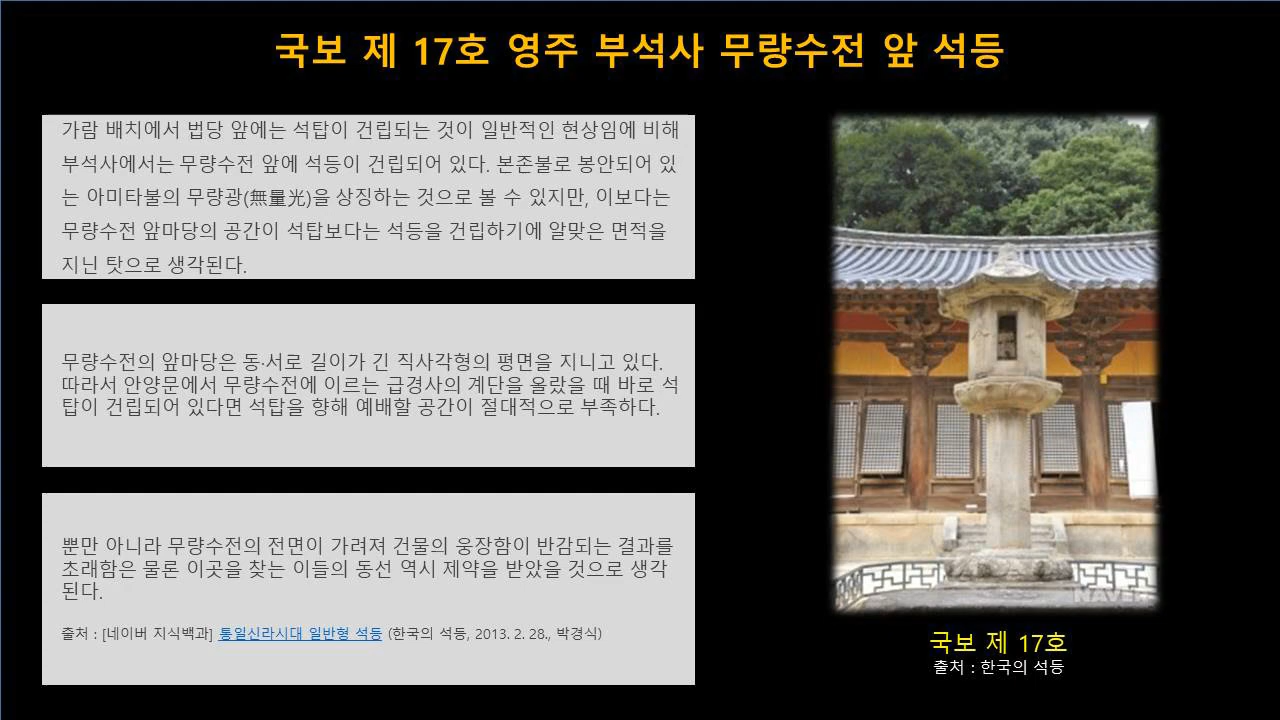 국보 제 17호 영주 부석사 무량수전 앞 석등
가람 배치에서 법당 앞에는 석탑이 건립되는 것이 일반적인 현상임에 비해
부석사에서는 무량수전 앞에 석등이 건립되어 있다. 본존불로 봉안되어 있
는 아미타불의 무량광(無量光)을 상징하는 것으로 볼 수 있지만, 이보다는
무량수전 앞마당의 공간이 석탑보다는 석등을 건립하기에 알맞은 면적을
지닌 탓으로 생각된다.
무량수전의 앞마당은 동·서로 길이가 긴 직사각형의 평면을 지니고 있다.
따라서 안양문에서 무량수전에 이르는 급경사의 계단을 올랐을 때 바로 석
탑이 건립되어 있다면 석탑을 향해 예배할 공간이 절대적으로 부족하다.
뿐만 아니라 무량수전의 전면이 가려져 건물의 웅장함이 반감되는 결과를
초래함은 물론 이곳을 찾는 이들의 동선 역시 제약을 받았을 것으로 생각
된다.
출처 : [네이버 지식백과] 통일신라시대 일반형 석등 (한국의 석등, 2013. 2. 28., 박경식)
NAVER
국보 제 17호
출처 : 한국의 석등